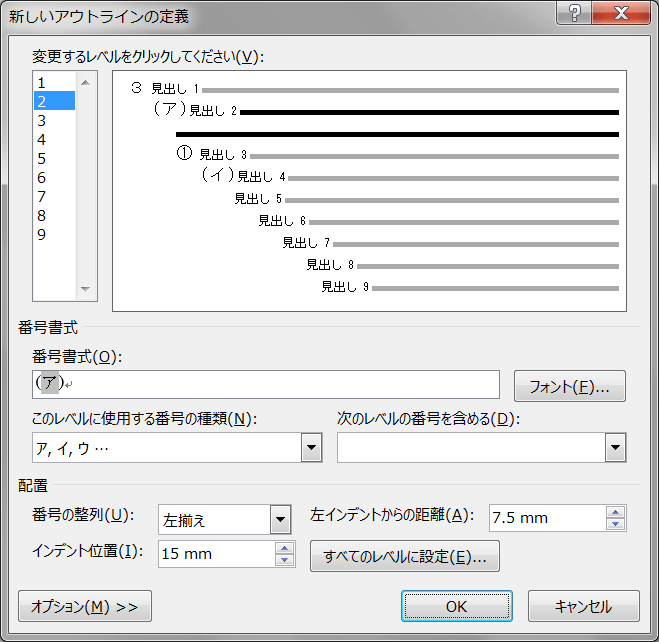 新しいアウトラインの定義
変更するレベルをクリックしてください(V):
1
2
3
4
5
6
7
8
9
3 見出し 1
(ア)見出し 2
① 見出し 3
(イ)見出し 4
見出し 5
見出し 6
見出し 7
見出し 8
見出し 9
番号書式
番号書式(O):
(ア)↵
フォント(F)...
このレベルに使用する番号の種類(N):
次のレベルの番号を含める(D):
ア, イ, ウ …
配置
番号の整列(U):
左揃え
左インデントからの距離(A):
7.5 mm
インデント位置(I):
15 mm
すべてのレベルに設定(E)...
オプション(M) >>
OK
キャンセル